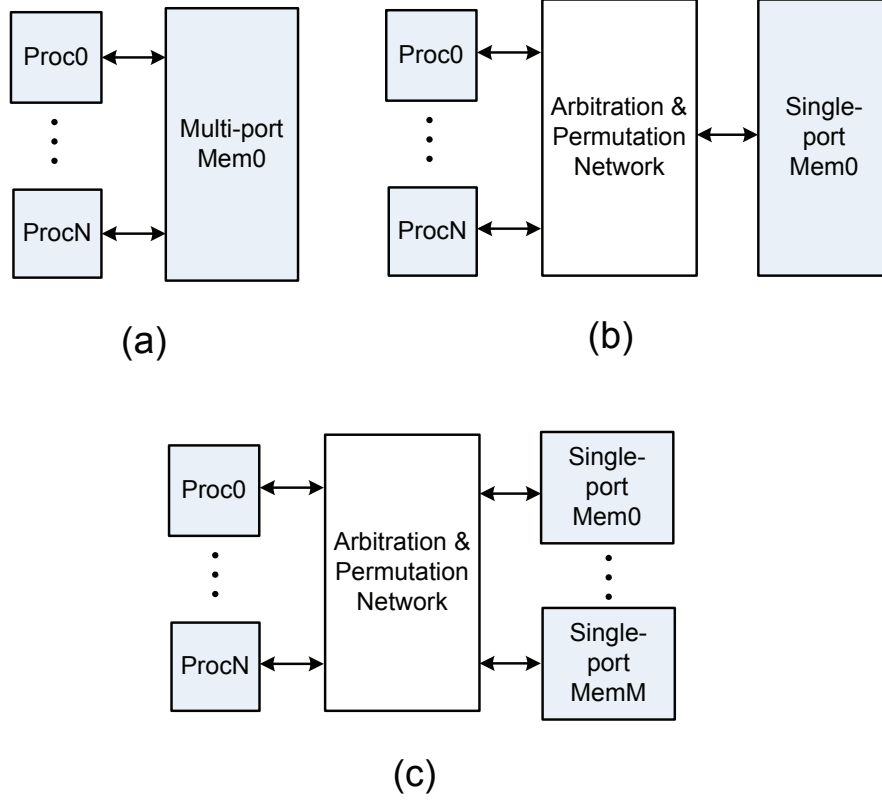 Proc0
Multi-port
Mem0
ProcN
(a)
Proc0
Arbitration &
Permutation
Network
Single-
port
Mem0
ProcN
(b)
Proc0
Arbitration &
Permutation
Network
Single-
port
Mem0
ProcN
Single-
port
MemM
(c)